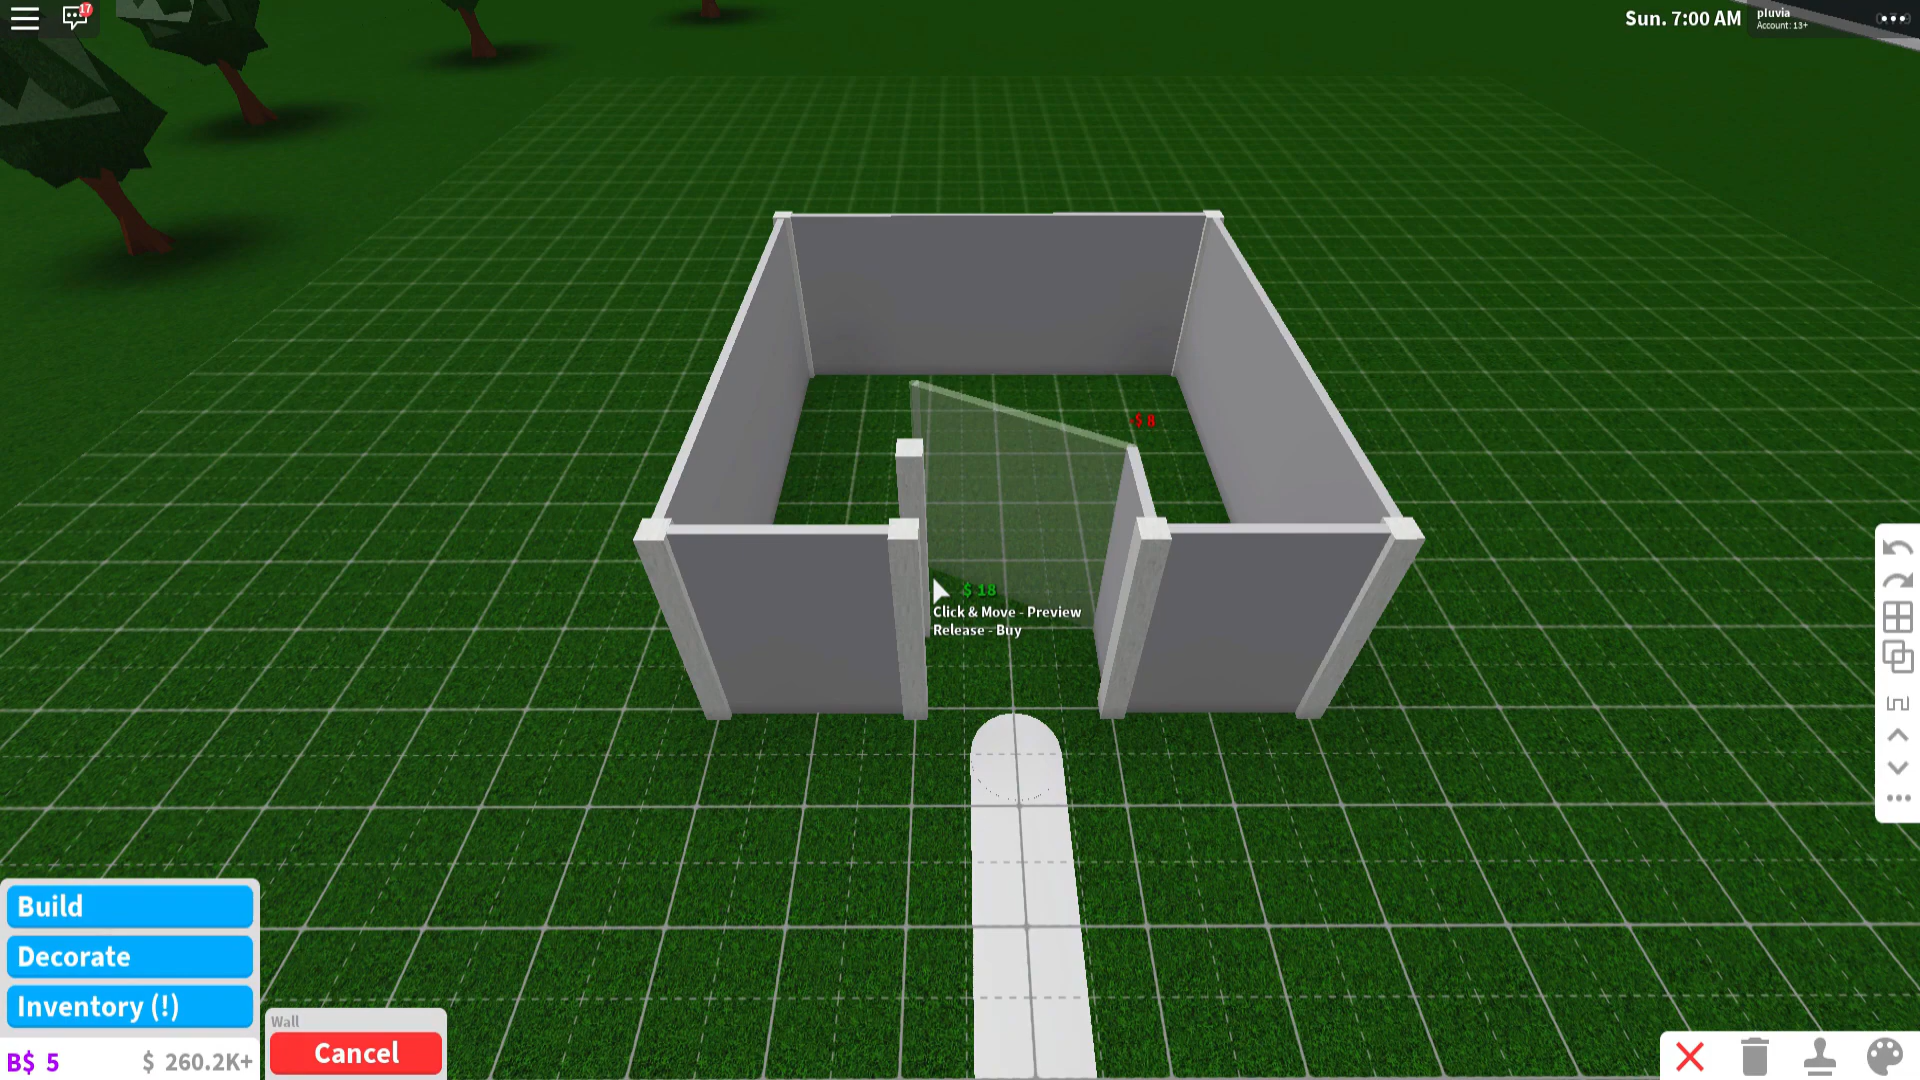 17
Sun. 7:00 AM
pluvia
Account: 13+
-$ 8
$ 18
Click & Move - Preview
Release - Buy
Build
Decorate
Inventory (!)
Wall
Cancel
B$ 5
$ 260.2K+